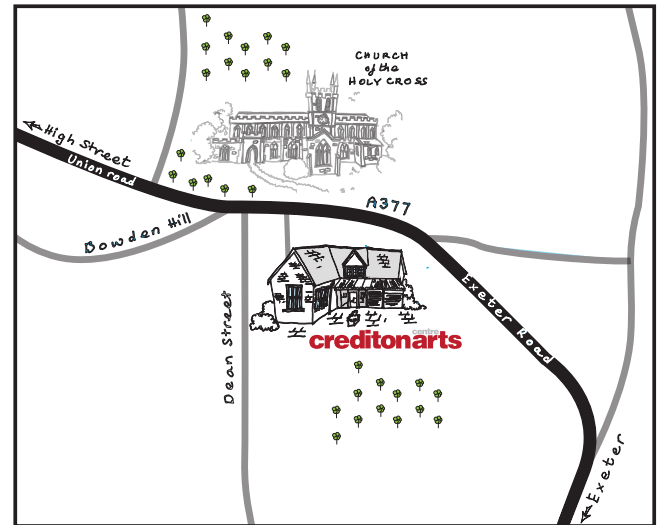 CHURCH
of the
HOLY CROSS
High Street
Union road
A377
Bowden Hill
Exeter Road
Dean Street
centre
creditonarts
Exeter